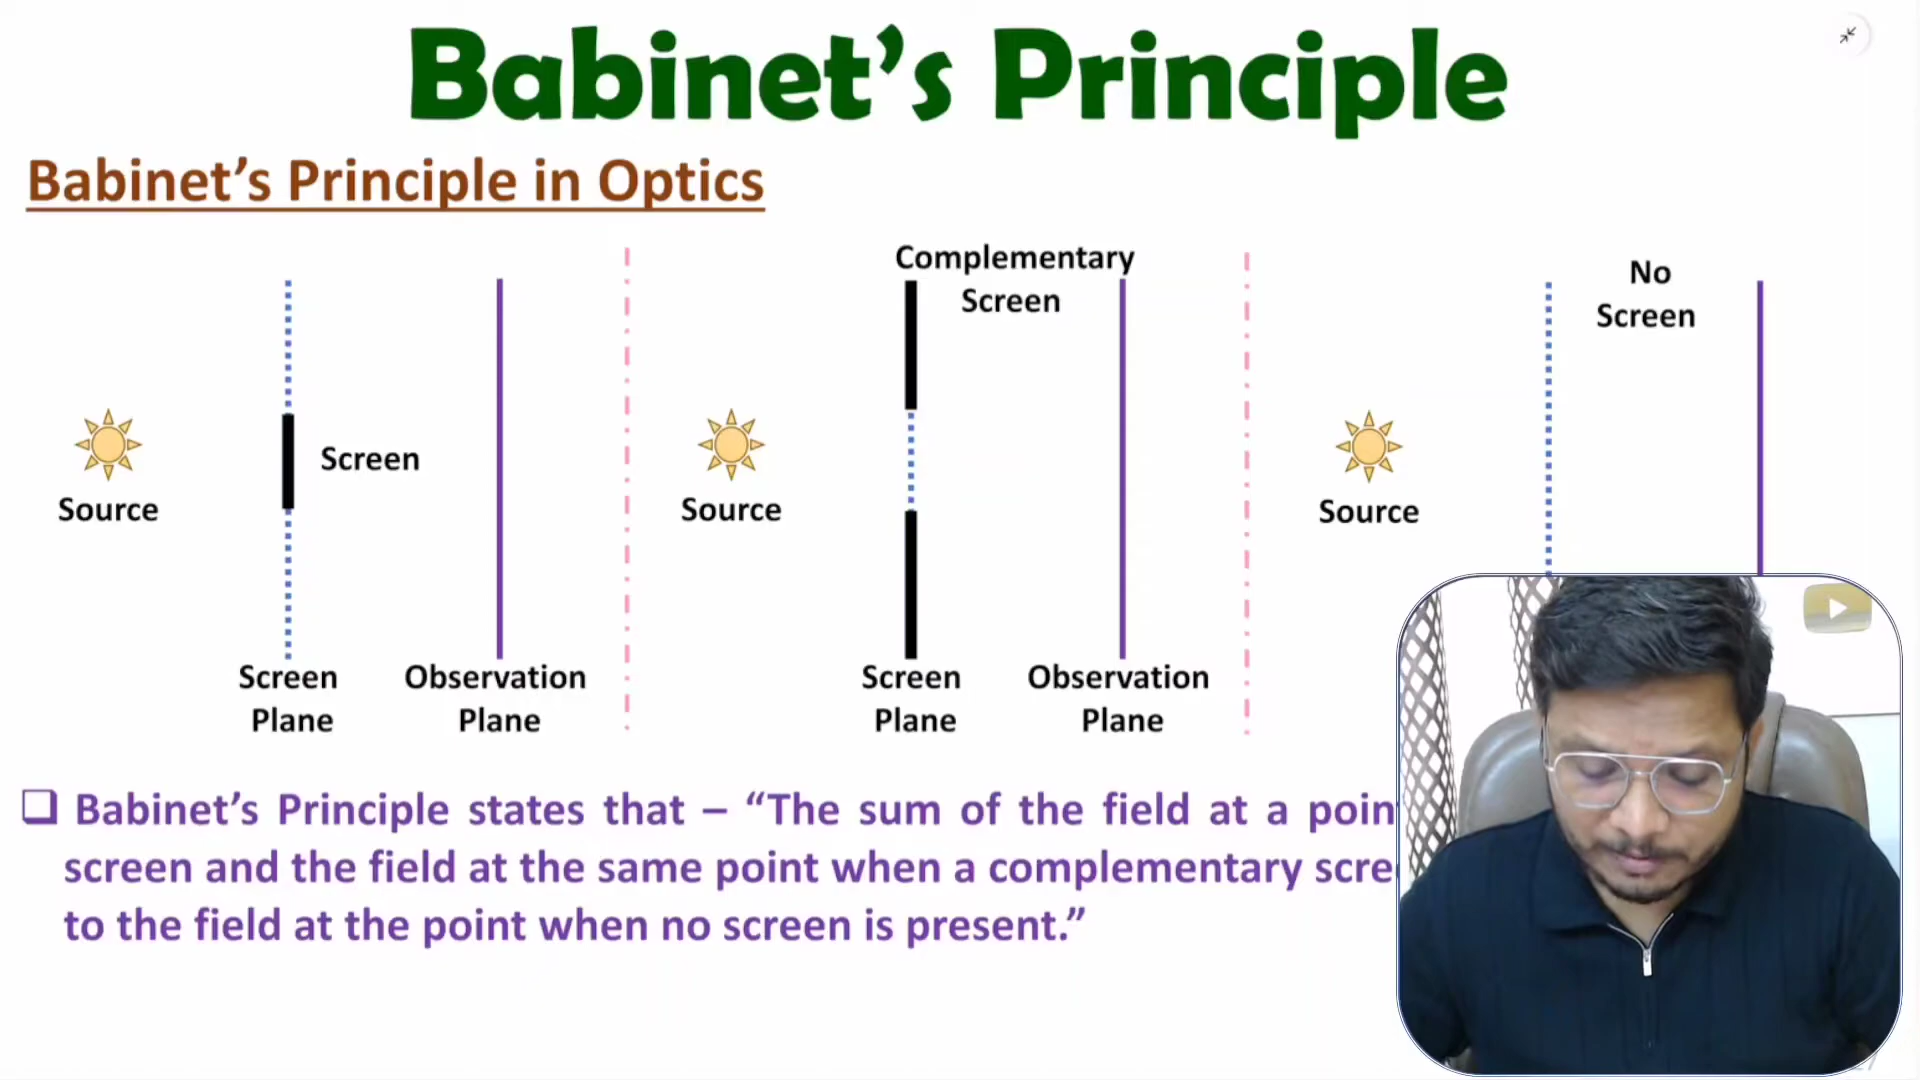 Babinet's Principle
Babinet's Principle in Optics
Complementary
Screen
No
Screen
Screen
Source
Source
Source
Screen
Plane
Observation
Plane
Screen
Plane
Observation
Plane
❑ Babinet's Principle states that – “The sum of the field at a
screen and the field at the same point when a complementary
to the field at the point when no screen is present.”